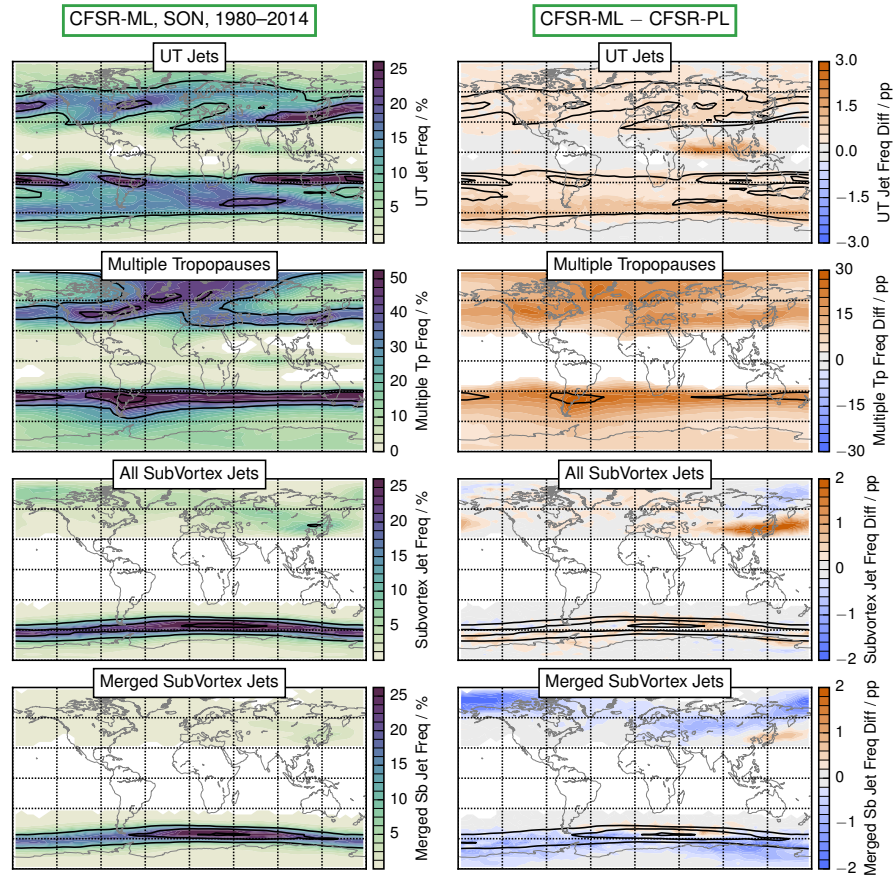 CFSR-ML, SON, 1980–2014
CFSR-ML − CFSR-PL
UT Jets
25
20
15
10
5
UT Jet Freq / %
UT Jets
3.0
1.5
0.0
−1.5
−3.0
UT Jet Freq Diff / pp
Multiple Tropopauses
50
40
30
20
10
0
Multiple Tp Freq / %
Multiple Tropopauses
30
15
0
−15
−30
Multiple Tp Freq Diff / pp
All SubVortex Jets
25
20
15
10
5
Subvortex Jet Freq / %
All SubVortex Jets
2
1
0
−1
−2
Subvortex Jet Freq Diff / pp
Merged SubVortex Jets
25
20
15
10
5
Merged Sb Jet Freq / %
Merged SubVortex Jets
2
1
0
−1
−2
Merged Sb Jet Freq Diff / pp